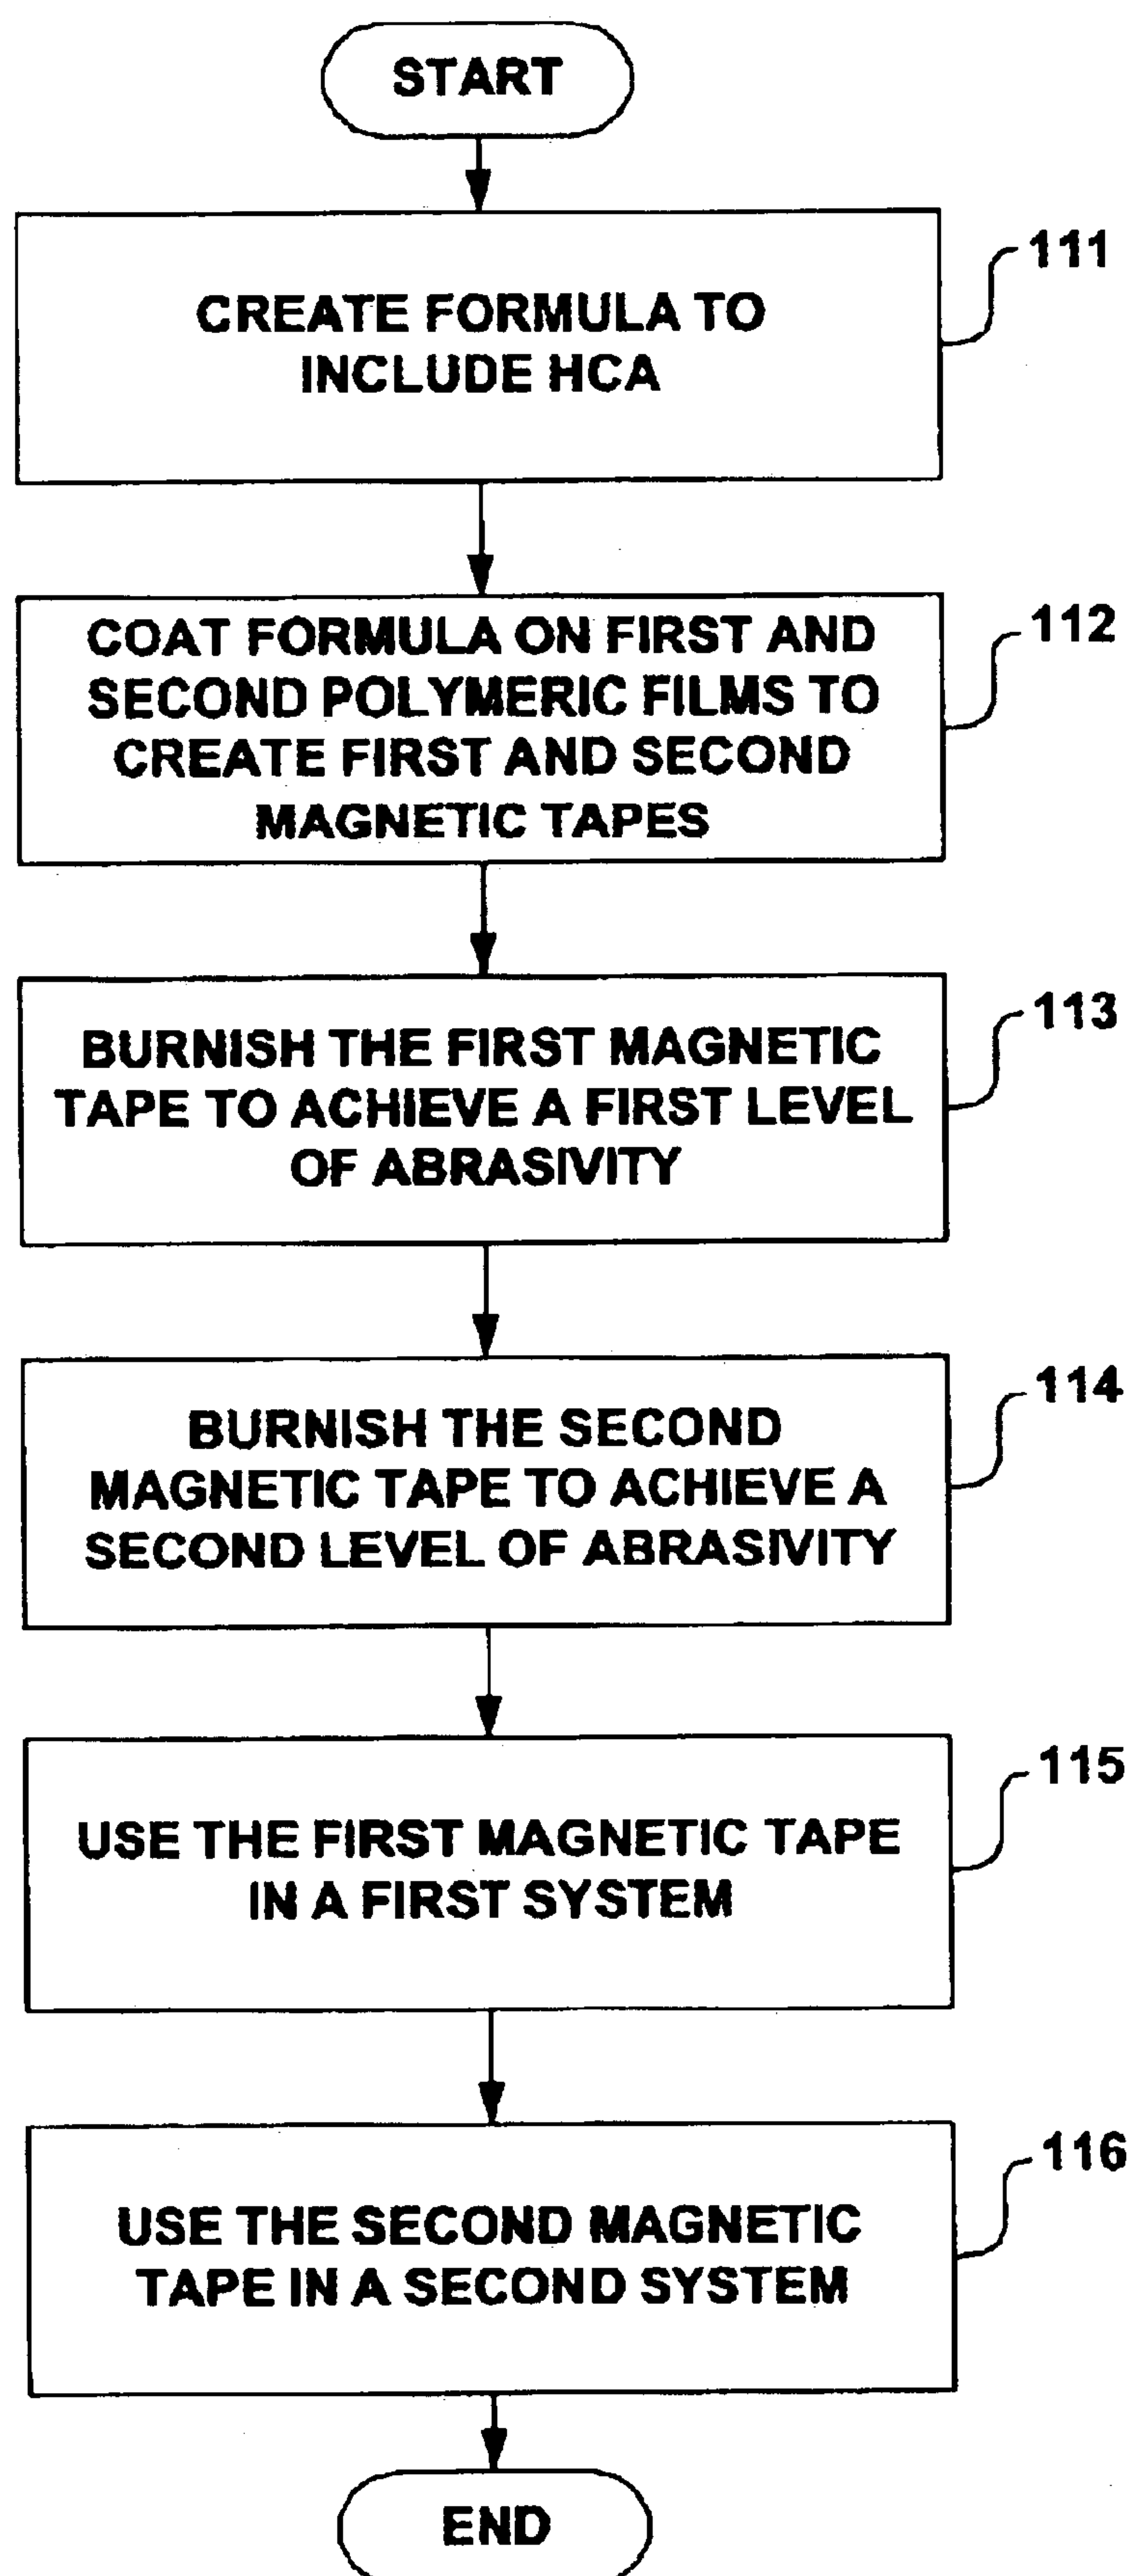 START
CREATE FORMULA TO
INCLUDE HCA
111
COAT FORMULA ON FIRST AND
SECOND POLYMERIC FILMS TO
CREATE FIRST AND SECOND
MAGNETIC TAPES
112
BURNISH THE FIRST MAGNETIC
TAPE TO ACHIEVE A FIRST LEVEL
OF ABRASIVITY
113
BURNISH THE SECOND
MAGNETIC TAPE TO ACHIEVE A
SECOND LEVEL OF ABRASIVITY
114
USE THE FIRST MAGNETIC TAPE
IN A FIRST SYSTEM
115
USE THE SECOND MAGNETIC
TAPE IN A SECOND SYSTEM
116
END